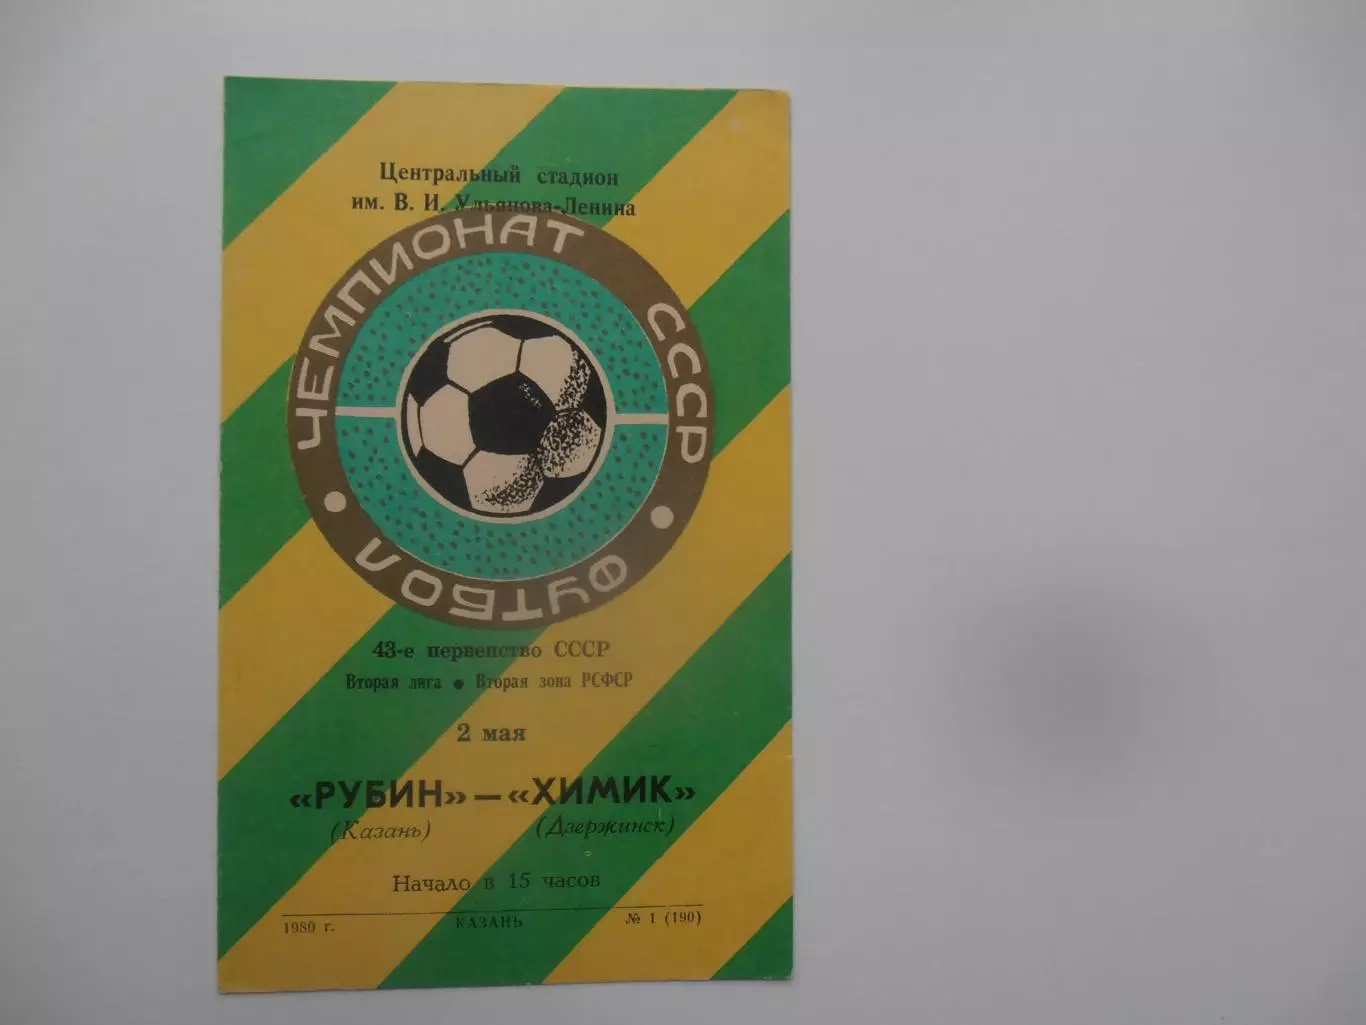 Центральный стадион
им. В. И. Ульянова-Ленина
ЧЕМПИОНАТ СССР
ФУТБОЛ
43-е первенство СССР
Вторая лига ● Вторая зона РСФСР
2 мая
«РУБИН» — «ХИМИК»
(Казань) (Дзержинск)
Начало в 15 часов
1980 г. КАЗАНЬ № 1 (190)